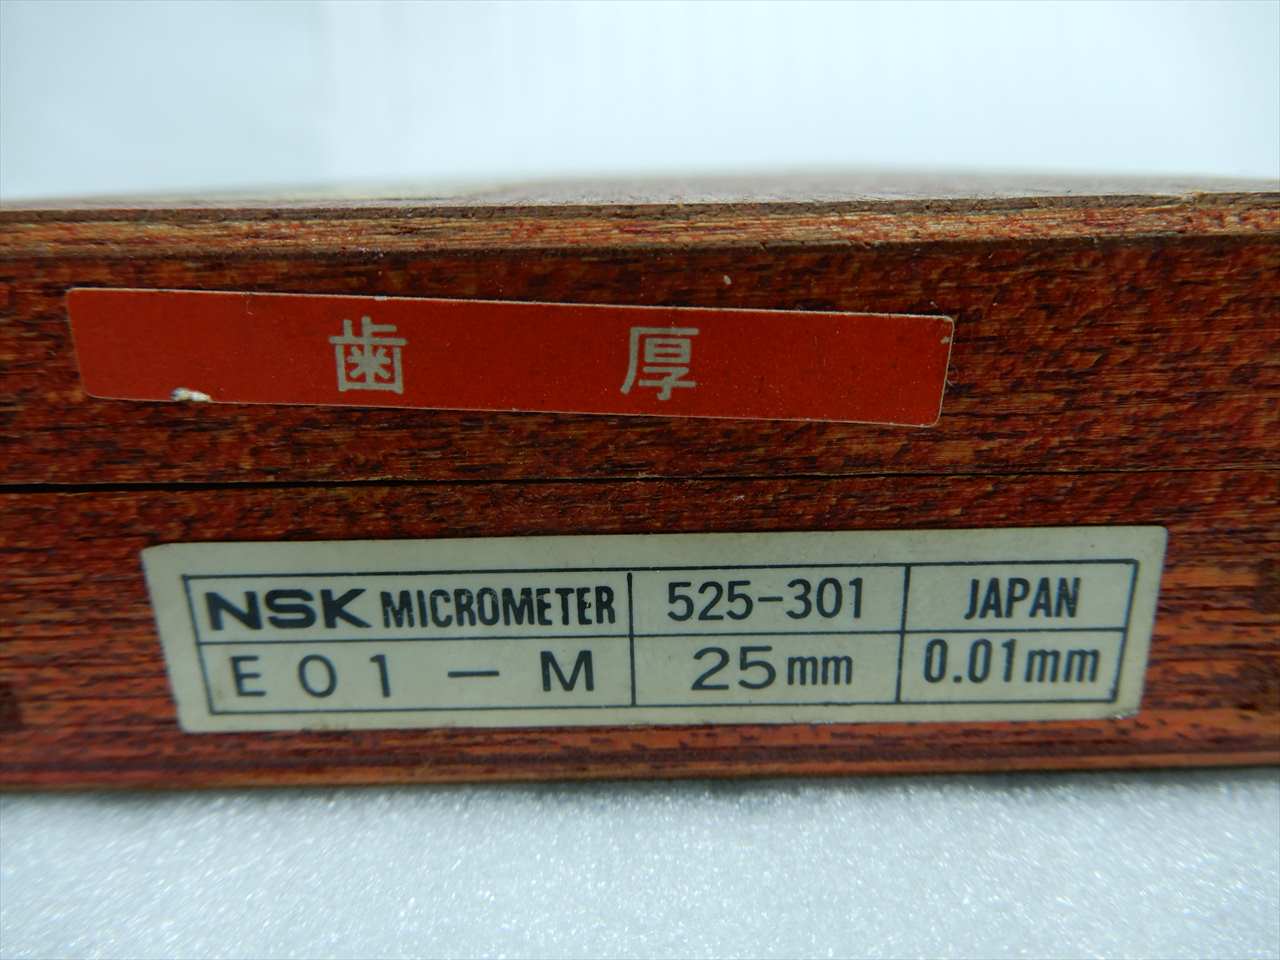 歯厚
NSK MICROMETER 525-301 JAPAN
E01-M 25mm 0.01mm